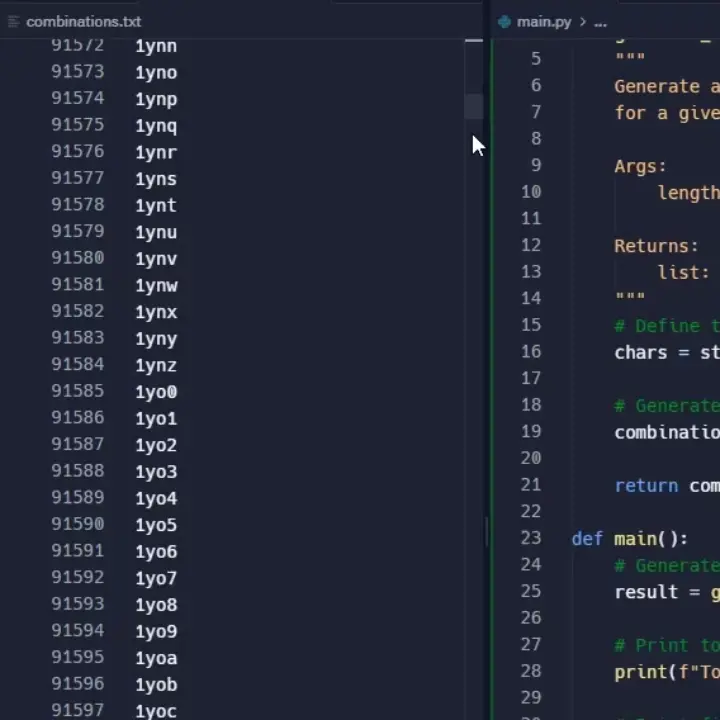 combinations.txt
91572 1ynn
91573 1yno
91574 1ynp
91575 1ynq
91576 1ynr
91577 1yns
91578 1ynt
91579 1ynu
91580 1ynv
91581 1ynw
91582 1ynx
91583 1yny
91584 1ynz
91585 1yo0
91586 1yo1
91587 1yo2
91588 1yo3
91589 1yo4
91590 1yo5
91591 1yo6
91592 1yo7
91593 1yo8
91594 1yo9
91595 1yoa
91596 1yob
91597 1yoc
main.py > ...
5 """
6 Generate a
7 for a give
8
9 Args:
10 length
11
12 Returns:
13 list:
14 """
15 # Define t
16 chars = st
17
18 # Generate
19 combinatio
20
21 return com
22
23 def main():
24 # Generate
25 result = g
26
27 # Print to
28 print(f"To
29